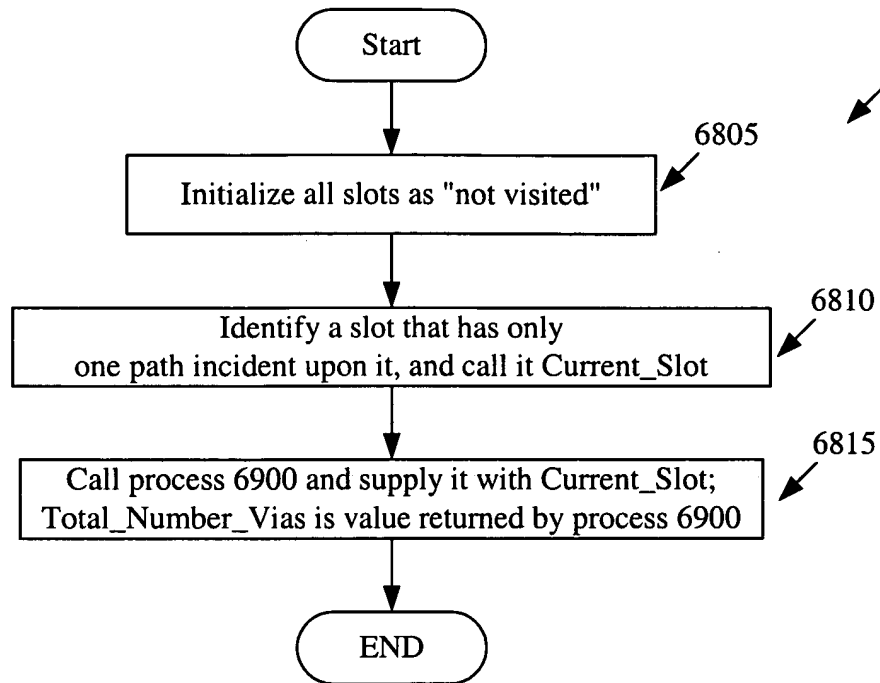 Start
6805
Initialize all slots as "not visited"
6810
Identify a slot that has only
one path incident upon it, and call it Current_Slot
6815
Call process 6900 and supply it with Current_Slot;
Total_Number_Vias is value returned by process 6900
END